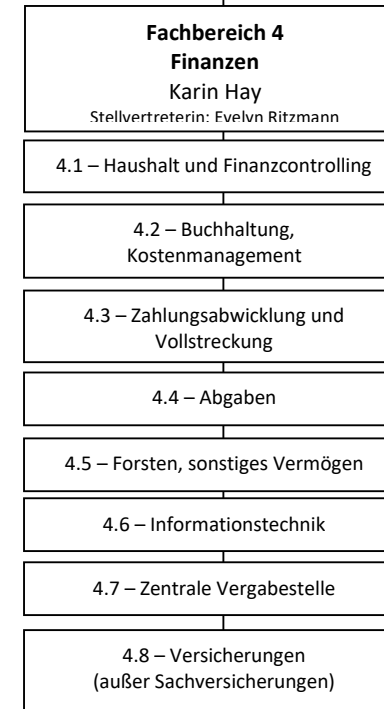 Fachbereich 4
Finanzen
Karin Hay
Stellvertreterin: Evelyn Ritzmann
4.1 – Haushalt und Finanzcontrolling
4.2 – Buchhaltung,
Kostenmanagement
4.3 – Zahlungsabwicklung und
Vollstreckung
4.4 – Abgaben
4.5 – Forsten, sonstiges Vermögen
4.6 – Informationstechnik
4.7 – Zentrale Vergabestelle
4.8 – Versicherungen
(außer Sachversicherungen)